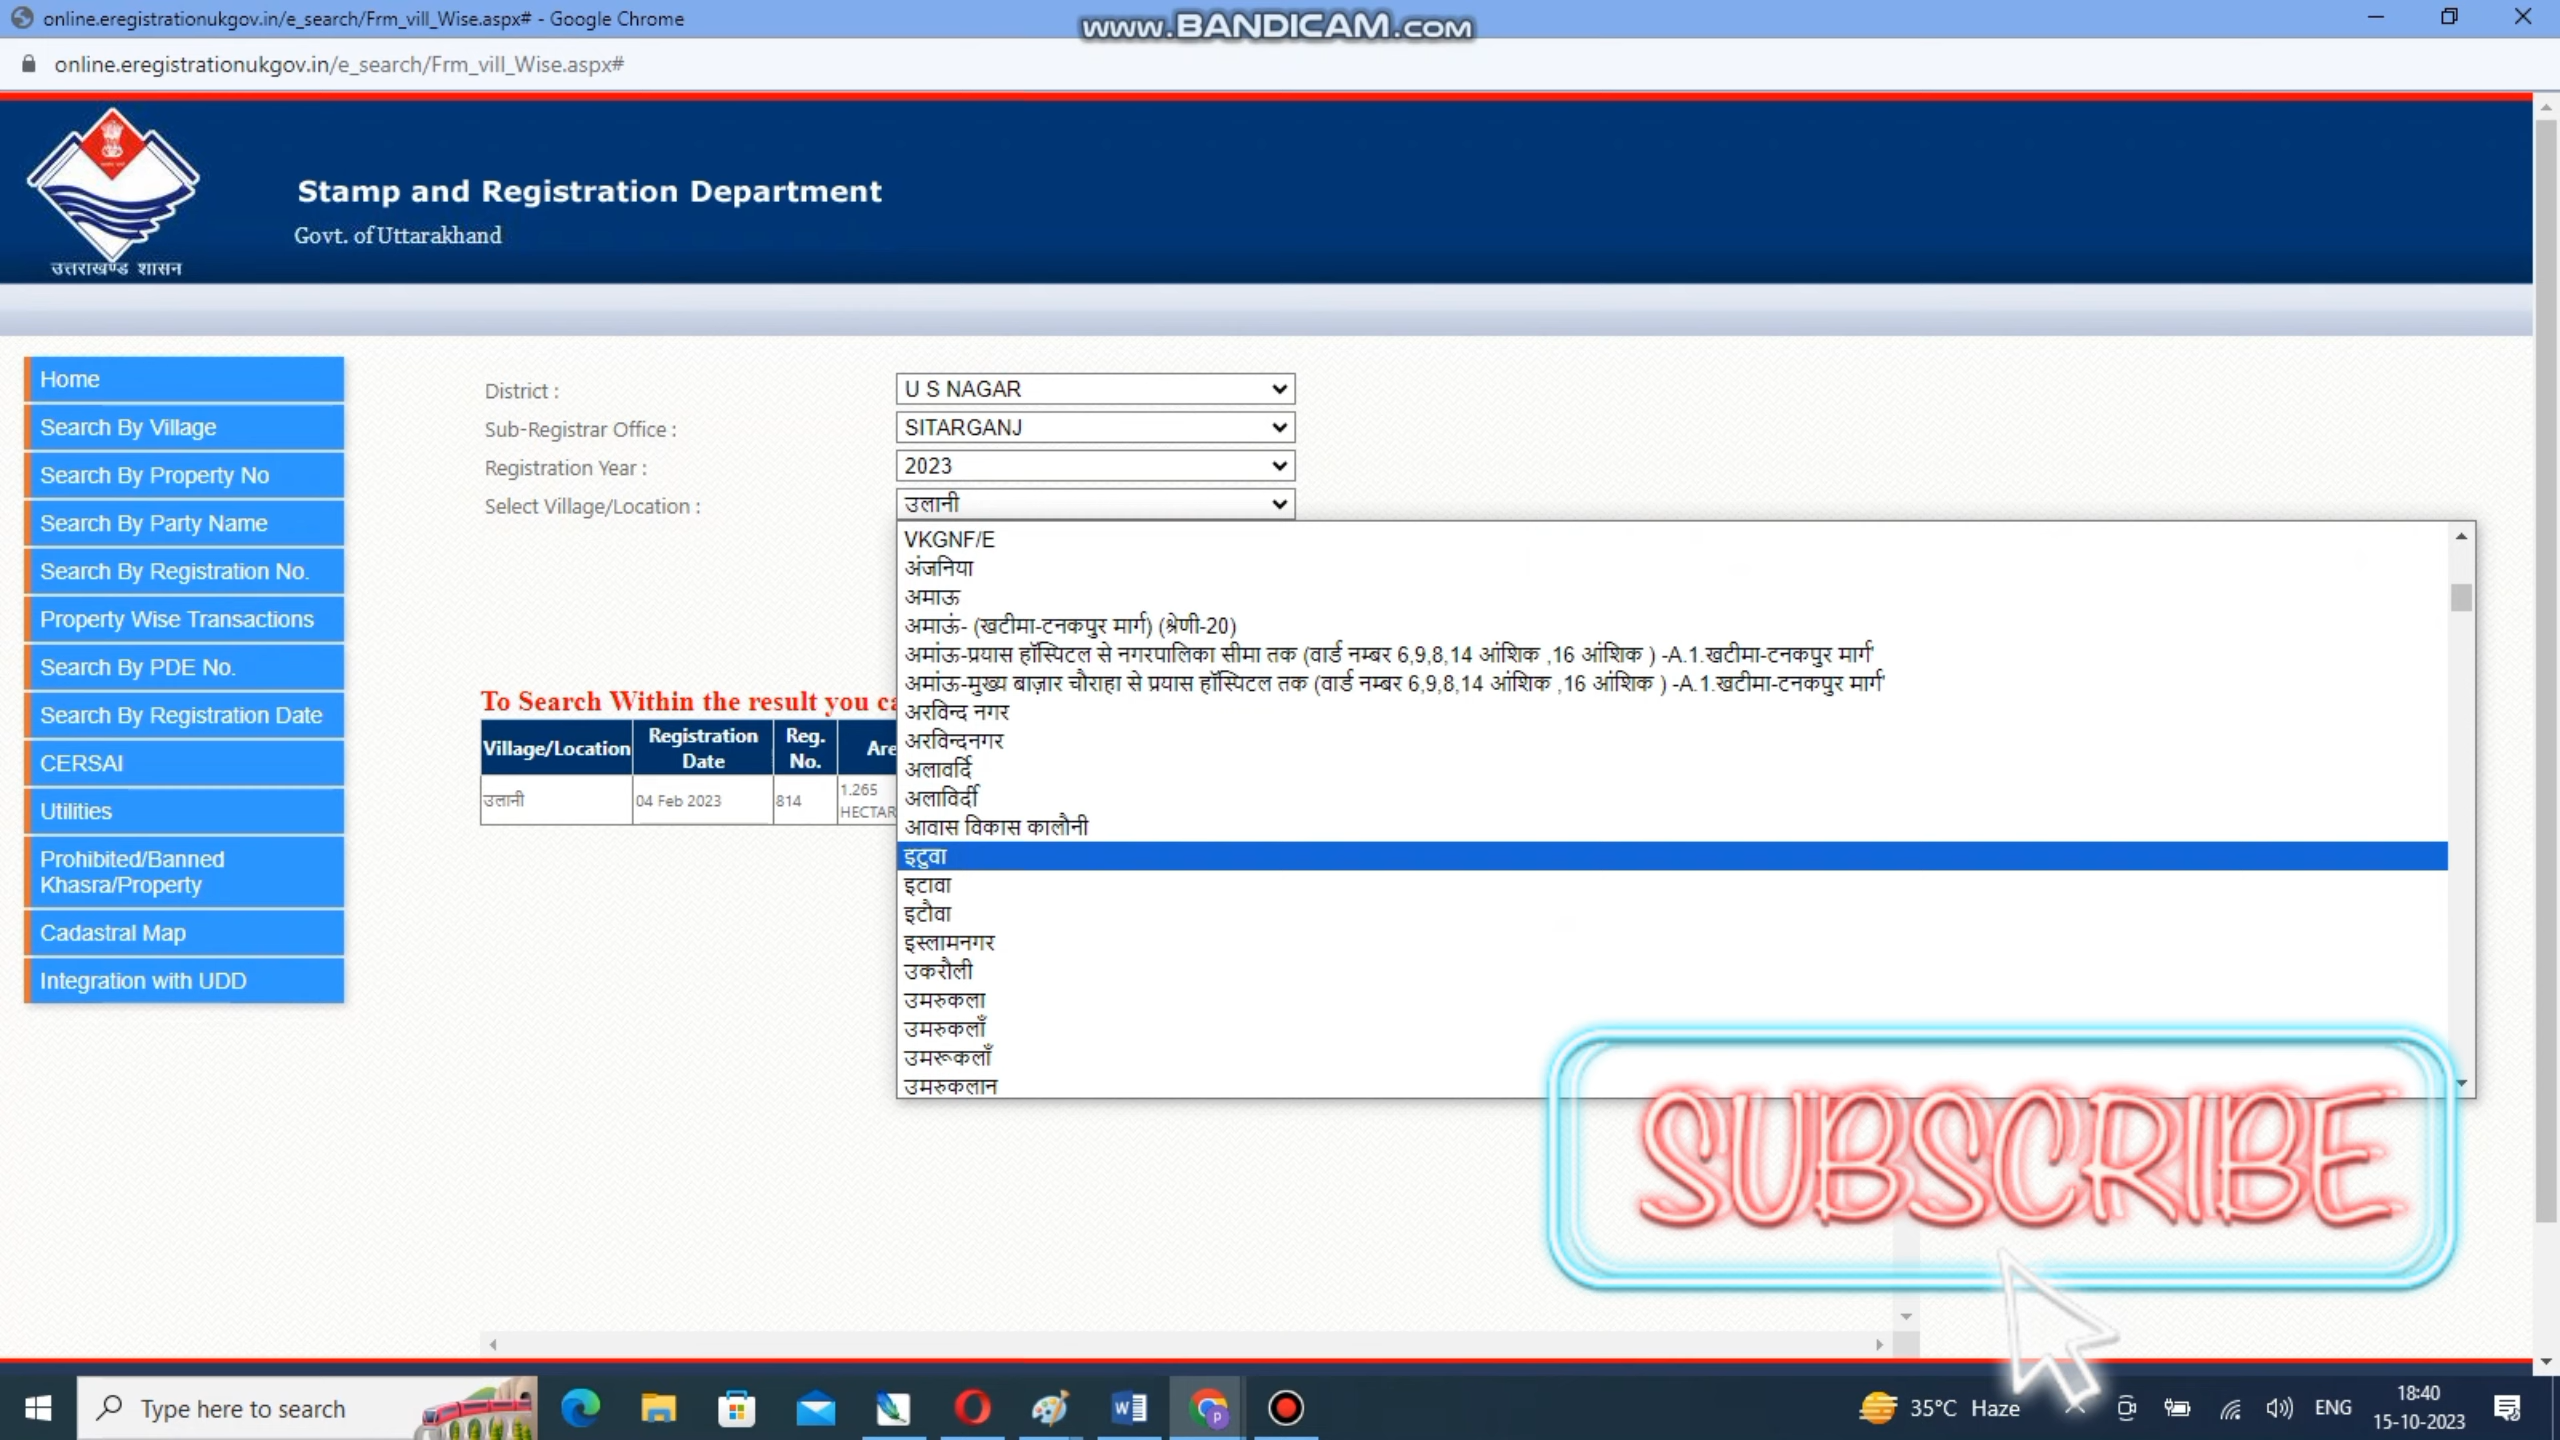 online.eregistrationukgov.in/e_search/Frm_vill_Wise.aspx# - Google Chrome
www.BANDICAM.com
online.eregistrationukgov.in/e_search/Frm_vill_Wise.aspx#
Stamp and Registration Department
Govt. of Uttarakhand
उत्तराखण्ड शासन
Home
Search By Village
Search By Property No
Search By Party Name
Search By Registration No.
Property Wise Transactions
Search By PDE No.
Search By Registration Date
CERSAI
Utilities
Prohibited/Banned
Khasra/Property
Cadastral Map
Integration with UDD
District : U S NAGAR
Sub-Registrar Office : SITARGANJ
Registration Year : 2023
Select Village/Location : उलानी
VKGNF/E
अंजनिया
अमाऊ
अमाऊं- (खटीमा-टनकपुर मार्ग) (श्रेणी-20)
अमांऊ-प्रयास हॉस्पिटल से नगरपालिका सीमा तक (वार्ड नम्बर 6,9,8,14 आंशिक ,16 आंशिक ) -A.1.खटीमा-टनकपुर मार्ग'
अमांऊ-मुख्य बाज़ार चौराहा से प्रयास हॉस्पिटल तक (वार्ड नम्बर 6,9,8,14 आंशिक ,16 आंशिक ) -A.1.खटीमा-टनकपुर मार्ग'
अरविन्द नगर
अरविन्दनगर
अलावर्दि
अलाविर्दी
आवास विकास कालौनी
इटुवा
इटावा
इटौवा
इस्लामनगर
उकरौली
उमरुकला
उमरुकलाँ
उमरूकलाँ
उमरुकलान
To Search Within the result you ca
Village/Location Registration Date Reg. No. Are
उलानी 04 Feb 2023 814 1.265 HECTAR
SUBSCRIBE
Type here to search
35°C Haze
ENG
18:40
15-10-2023